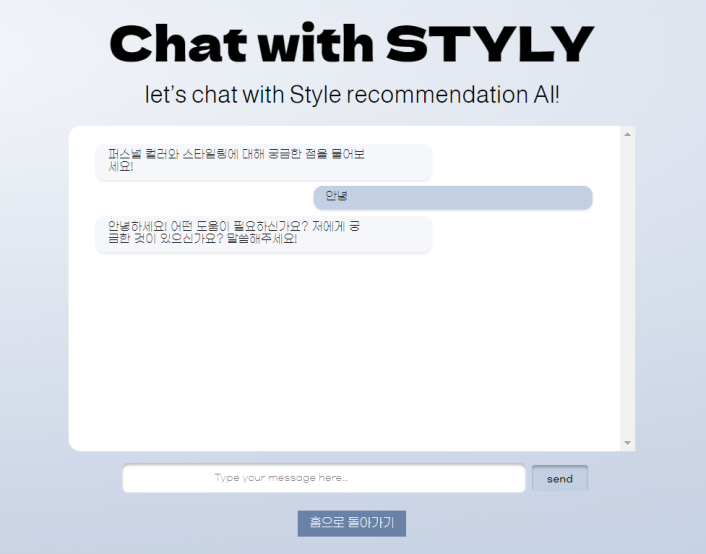 Chat with STYLY
let's chat with Style recommendation AI!
퍼스널 컬러와 스타일링에 대해 궁금한 점을 물어보
세요!
안녕
안녕하세요! 어떤 도움이 필요하신가요? 저에게 궁
금한 것이 있으신가요? 말씀해주세요!
Type your message here...
send
홈으로 돌아가기